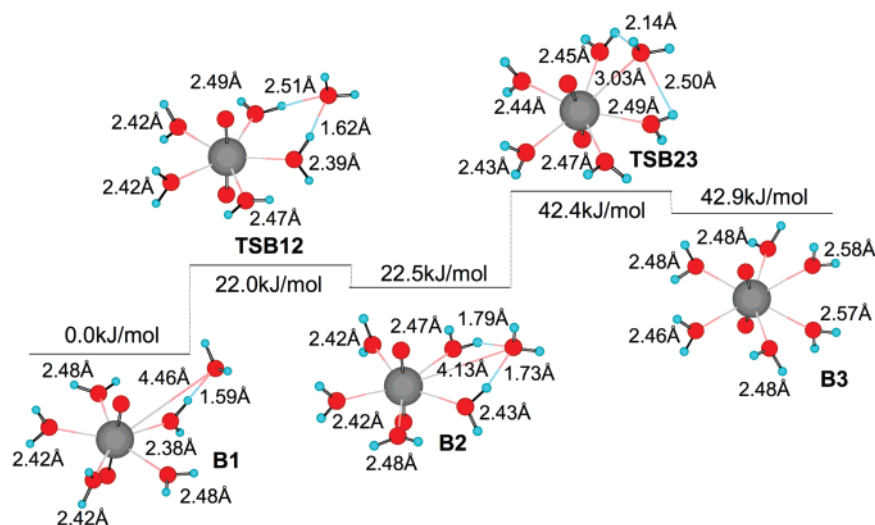 2.49Å
2.51Å
2.42Å
1.62Å
2.39Å
2.42Å
2.47Å
TSB12
2.14Å
2.45Å
3.03Å
2.50Å
2.44Å
2.49Å
2.43Å
2.47Å
TSB23
42.4kJ/mol
42.9kJ/mol
22.0kJ/mol
22.5kJ/mol
0.0kJ/mol
2.48Å
4.46Å
1.59Å
2.42Å
2.38Å
B1
2.42Å
2.48Å
2.42Å
2.47Å
1.79Å
4.13Å
1.73Å
2.42Å
2.43Å
2.48Å
B2
2.48Å
2.48Å
2.58Å
2.46Å
2.57Å
2.48Å
B3